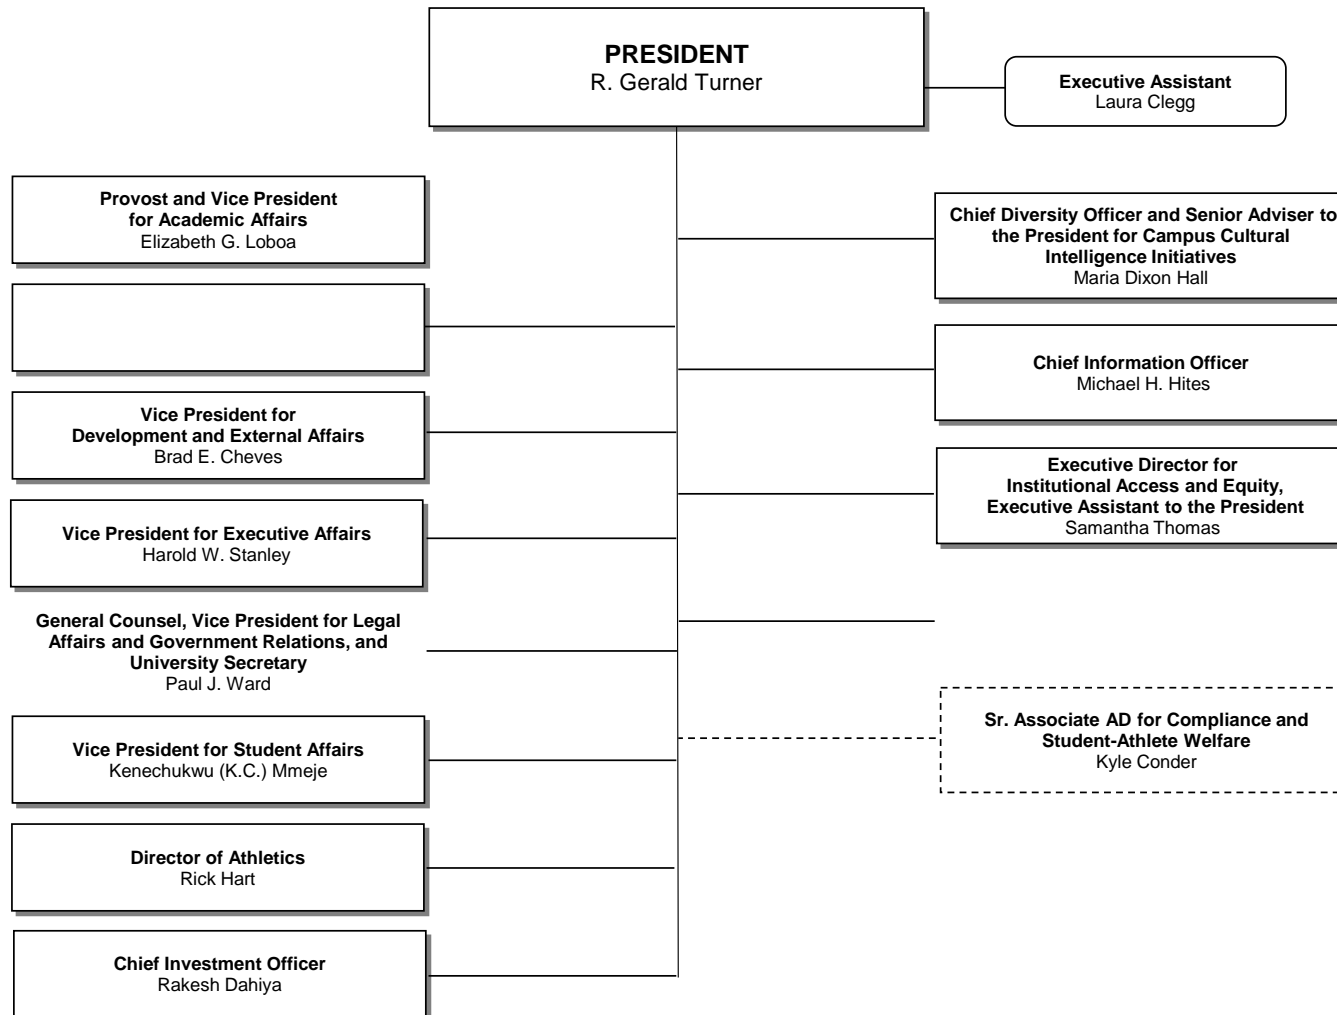 PRESIDENT
R. Gerald Turner
Executive Assistant
Laura Clegg
Provost and Vice President
for Academic Affairs
Elizabeth G. Loboa
Vice President for
Development and External Affairs
Brad E. Cheves
Vice President for Executive Affairs
Harold W. Stanley
General Counsel, Vice President for Legal
Affairs and Government Relations, and
University Secretary
Paul J. Ward
Vice President for Student Affairs
Kenechukwu (K.C.) Mmeje
Director of Athletics
Rick Hart
Chief Investment Officer
Rakesh Dahiya
Chief Diversity Officer and Senior Adviser to
the President for Campus Cultural
Intelligence Initiatives
Maria Dixon Hall
Chief Information Officer
Michael H. Hites
Executive Director for
Institutional Access and Equity,
Executive Assistant to the President
Samantha Thomas
Sr. Associate AD for Compliance and
Student-Athlete Welfare
Kyle Conder